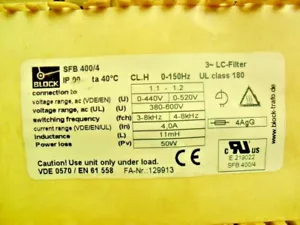 SFB 400/4 3~ LC-Filter
BLOCK IP 00 ta 40°C CL.H 0-150Hz UL class 180
connection to 1.1 - 1.2
voltage range, ac (VDE/EN) (U) 0-440V 0-520V
voltage range, ac (UL) (U) 380-600V
switching frequency (fch) 3-8kHz 4-8kHz
current range (VDE/EN/UL) (I) 4,0A
Inductance (L) 11mH
Power loss (Pv) 50W
4AgG
Caution! Use unit only under load.
VDE 0570 / EN 61 558 FA-Nr.:129913
c UL us
E 219022
SFB 400/4
www.block-trafo.de